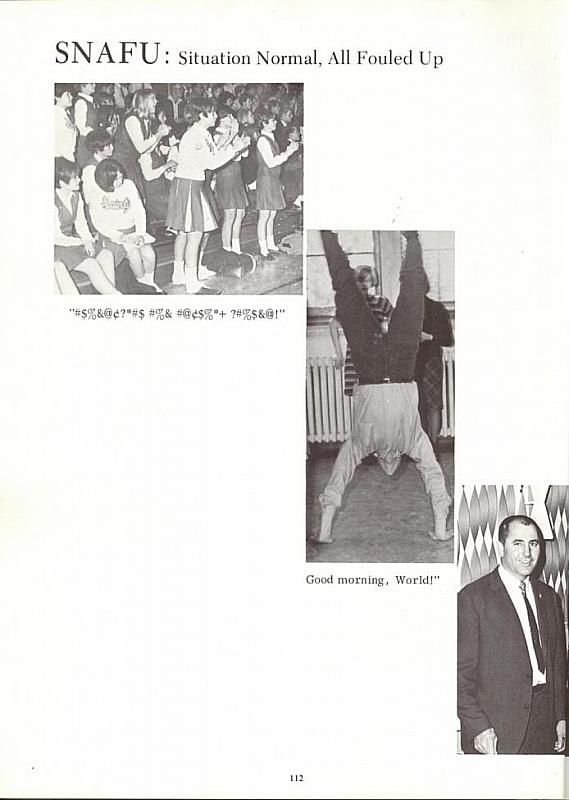 SNAFU: Situation Normal, All Fouled Up
"#$%&@¢?*#$ #%& #@¢$%*+ ?#%$&@!"
Good morning, World!"
112